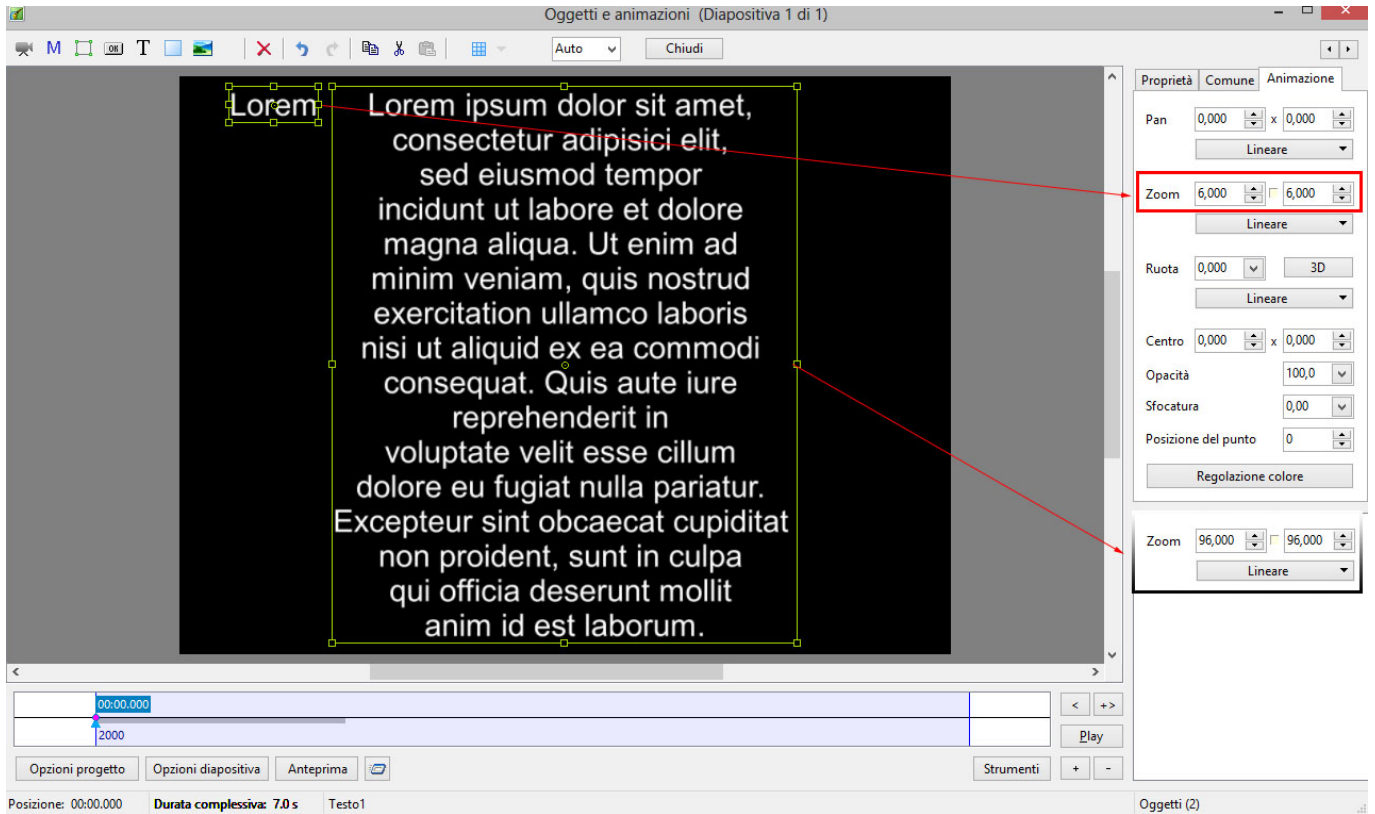 Oggetti e animazioni (Diapositiva 1 di 1)
M OK T Auto Chiudi
Proprietà Comune Animazione
Lorem
Lorem ipsum dolor sit amet,
consectetur adipisici elit,
sed eiusmod tempor
incidunt ut labore et dolore
magna aliqua. Ut enim ad
minim veniam, quis nostrud
exercitation ullamco laboris
nisi ut aliquid ex ea commodi
consequat. Quis aute iure
reprehenderit in
voluptate velit esse cillum
dolore eu fugiat nulla pariatur.
Excepteur sint obcaecat cupiditat
non proident, sunt in culpa
qui officia deserunt mollit
anim id est laborum.
Pan 0,000 x 0,000
Lineare
Zoom 6,000 6,000
Lineare
Ruota 0,000 3D
Lineare
Centro 0,000 x 0,000
Opacità 100,0
Sfocatura 0,00
Posizione del punto 0
Regolazione colore
Zoom 96,000 96,000
Lineare
00:00.000
2000
< +>
Play
Opzioni progetto Opzioni diapositiva Anteprima Strumenti + -
Posizione: 00:00.000 Durata complessiva: 7.0 s Testo1 Oggetti (2)